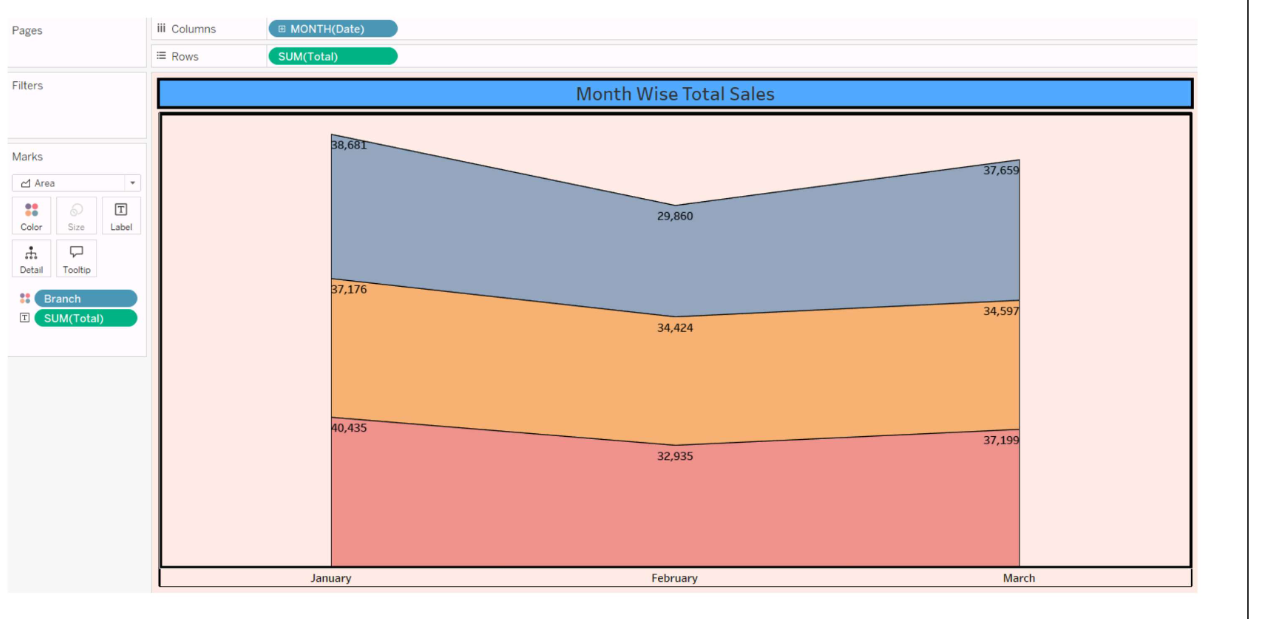 Pages
Columns
MONTH(Date)
Rows
SUM(Total)
Filters
Marks
Area
Color
Size
Label
Detail
Tooltip
Branch
SUM(Total)
Month Wise Total Sales
38,681
29,860
37,659
37,176
34,424
34,597
40,435
32,935
37,199
January
February
March